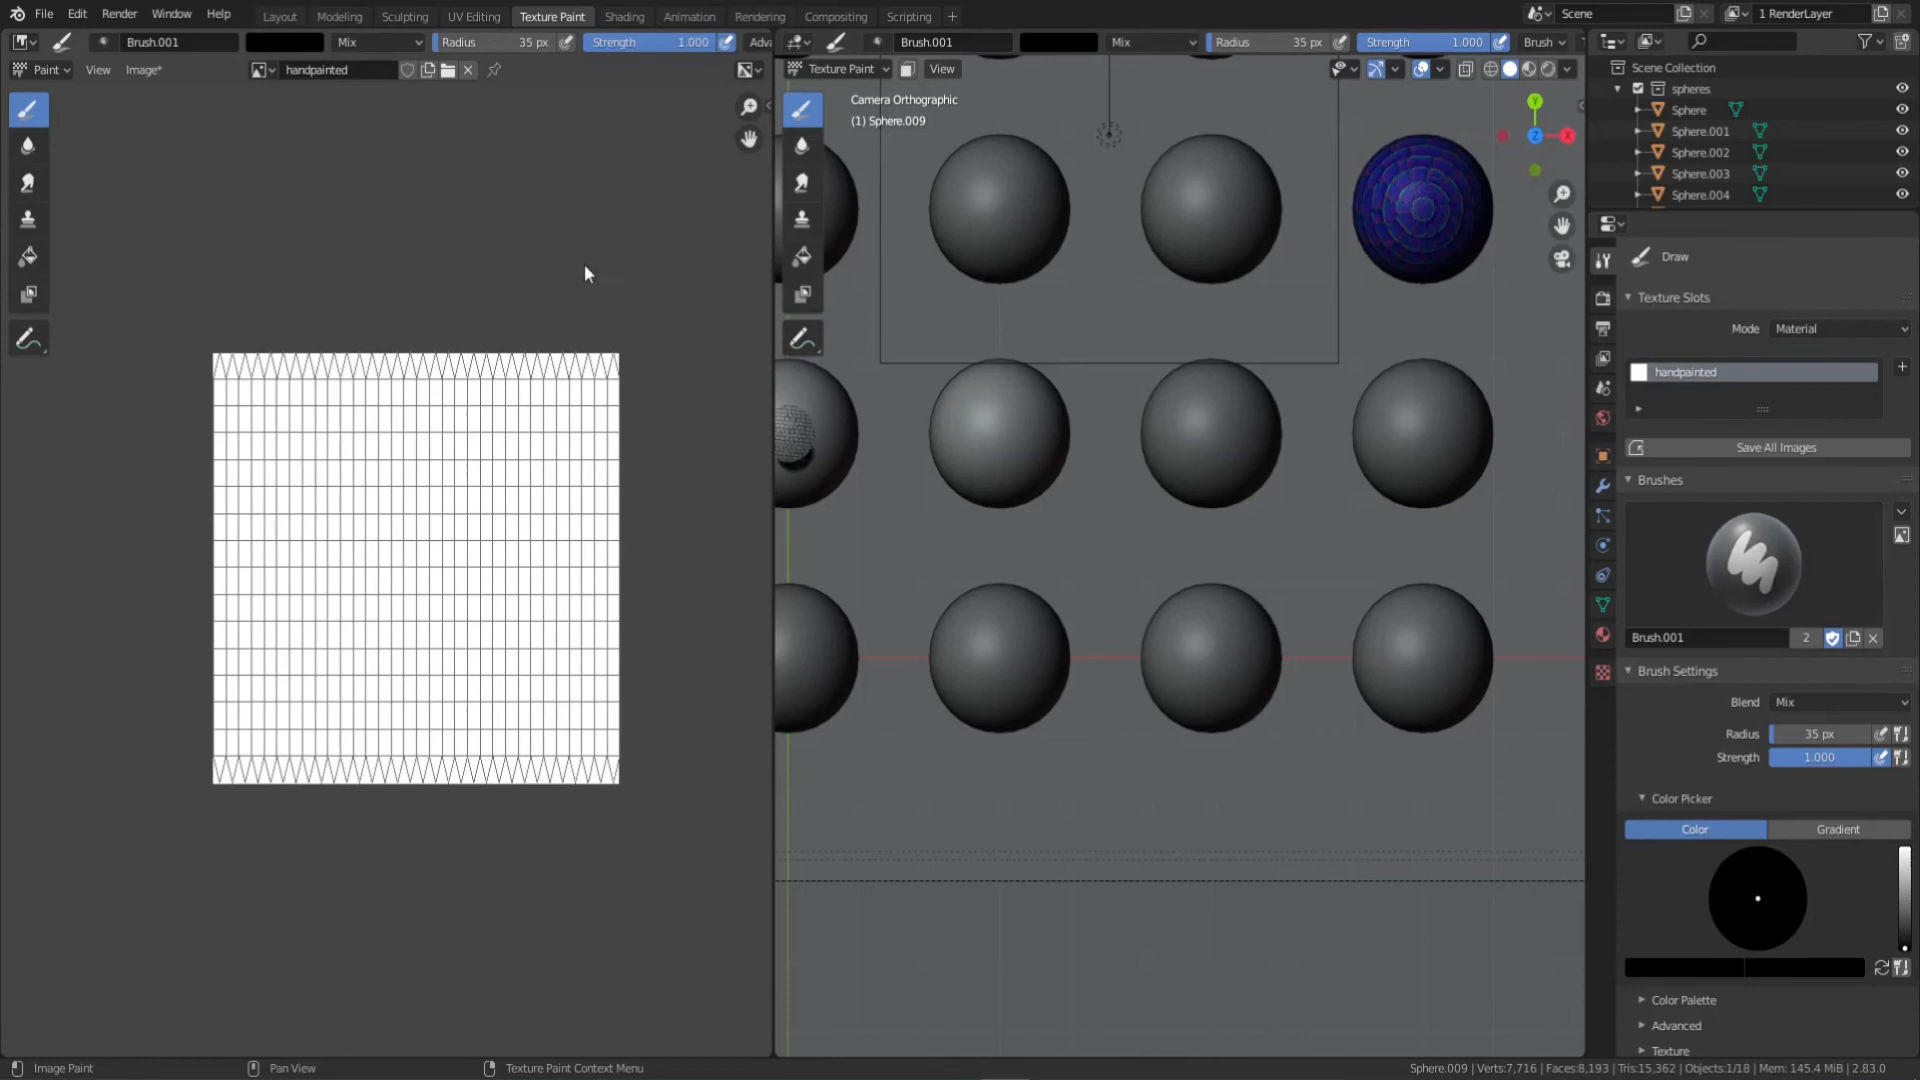 File Edit Render Window Help Layout Modeling Sculpting UV Editing Texture Paint Shading Animation Rendering Compositing Scripting + Scene 1 RenderLayer
Brush.001 Mix Radius 35 px Strength 1.000 Adv Brush.001 Mix Radius 35 px Strength 1.000 Brush
Paint View Image* handpainted Texture Paint View
Camera Orthographic
(1) Sphere.009
Y
Z
X
Scene Collection
spheres
Sphere
Sphere.001
Sphere.002
Sphere.003
Sphere.004
Draw
Texture Slots
Mode Material
handpainted
Save All Images
Brushes
Brush.001 2
Brush Settings
Blend Mix
Radius 35 px
Strength 1.000
Color Picker
Color Gradient
Color Palette
Advanced
Texture
Image Paint Pan View Texture Paint Context Menu Sphere.009 | Verts:7,716 | Faces:8,193 | Tris:15,362 | Objects:1/18 | Mem: 145.4 MiB | 2.83.0